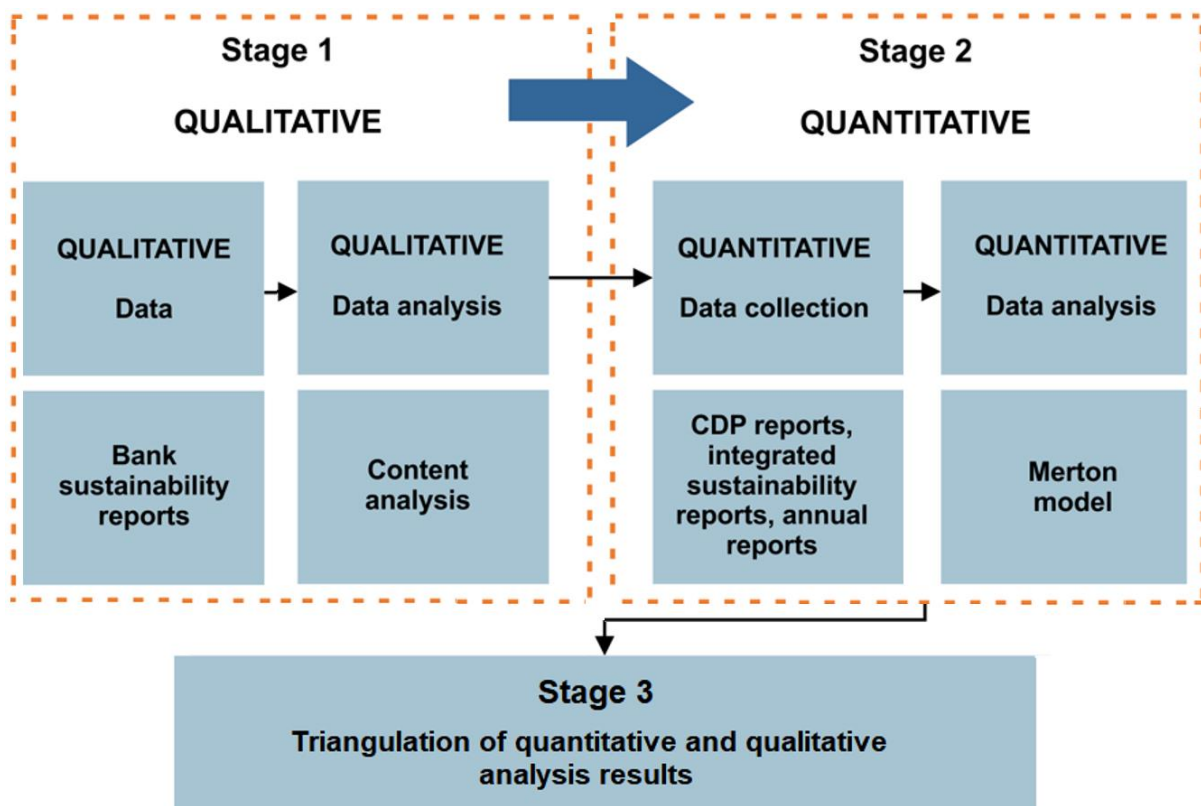 Stage 1
QUALITATIVE
QUALITATIVE
Data
QUALITATIVE
Data analysis
Bank
sustainability
reports
Content
analysis
Stage 2
QUANTITATIVE
QUANTITATIVE
Data collection
QUANTITATIVE
Data analysis
CDP reports,
integrated
sustainability
reports, annual
reports
Merton
model
Stage 3
Triangulation of quantitative and qualitative
analysis results